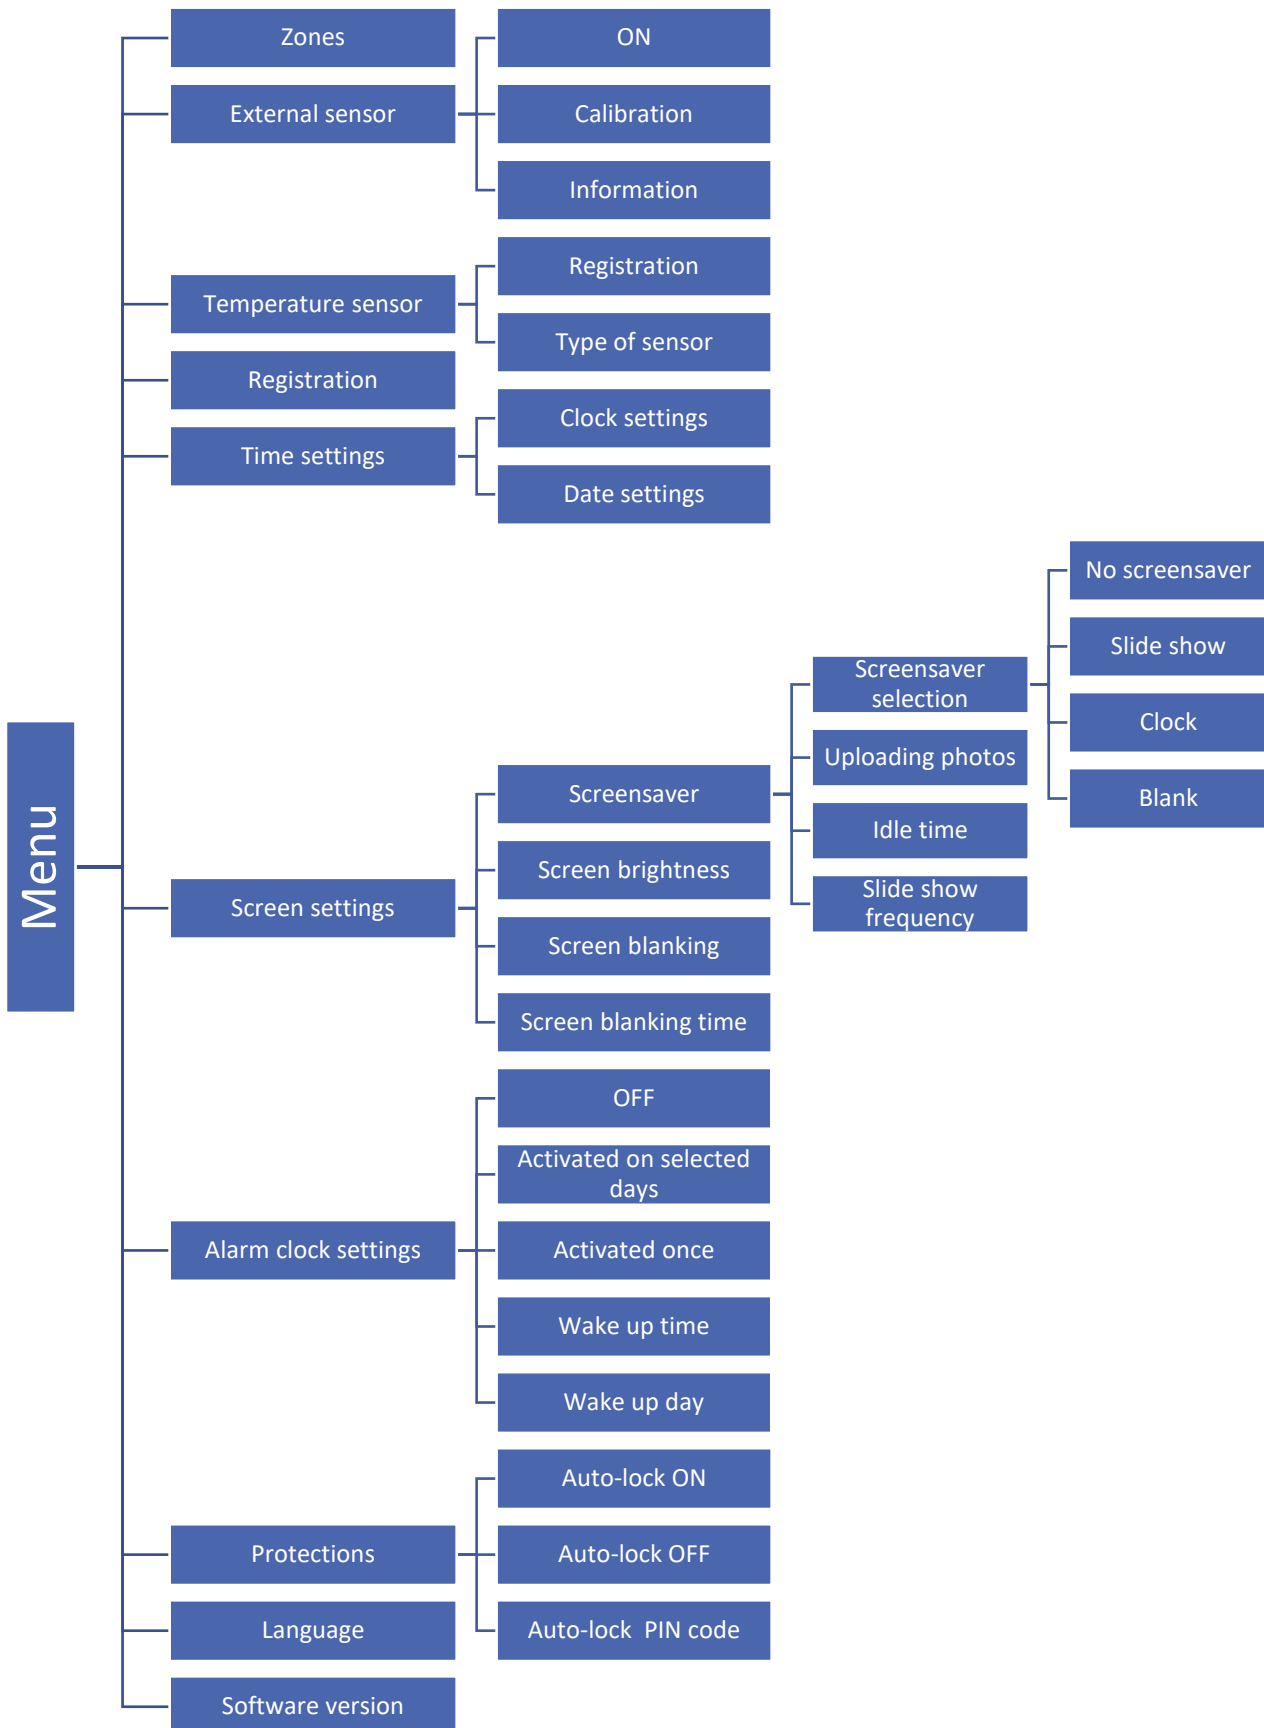 Menu
Zones
External sensor
ON
Calibration
Information
Temperature sensor
Registration
Type of sensor
Registration
Time settings
Clock settings
Date settings
Screen settings
Screensaver
Screensaver
selection
No screensaver
Slide show
Clock
Blank
Uploading photos
Idle time
Slide show
frequency
Screen brightness
Screen blanking
Screen blanking time
Alarm clock settings
OFF
Activated on selected
days
Activated once
Wake up time
Wake up day
Protections
Auto-lock ON
Auto-lock OFF
Auto-lock  PIN code
Language
Software version